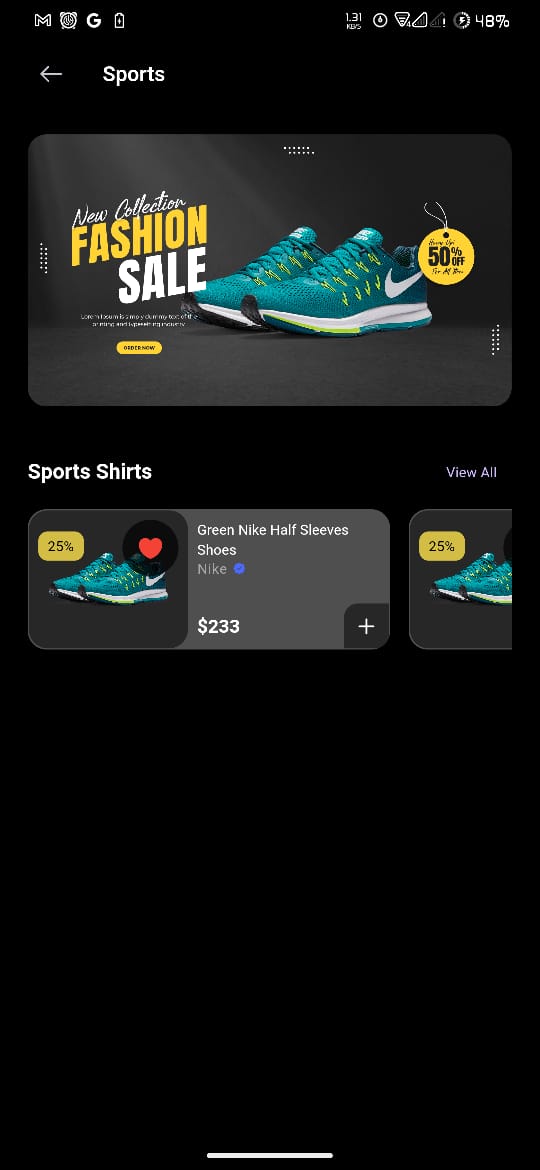 1.31
KB/S
48%
Sports
New Collection
FASHION
SALE
Lorem Ipsum is simply dummy text of the
printing and typesetting industry
ORDER NOW
50% OFF
For All Item
Sports Shirts
View All
25%
Green Nike Half Sleeves
Shoes
Nike
$233
25%